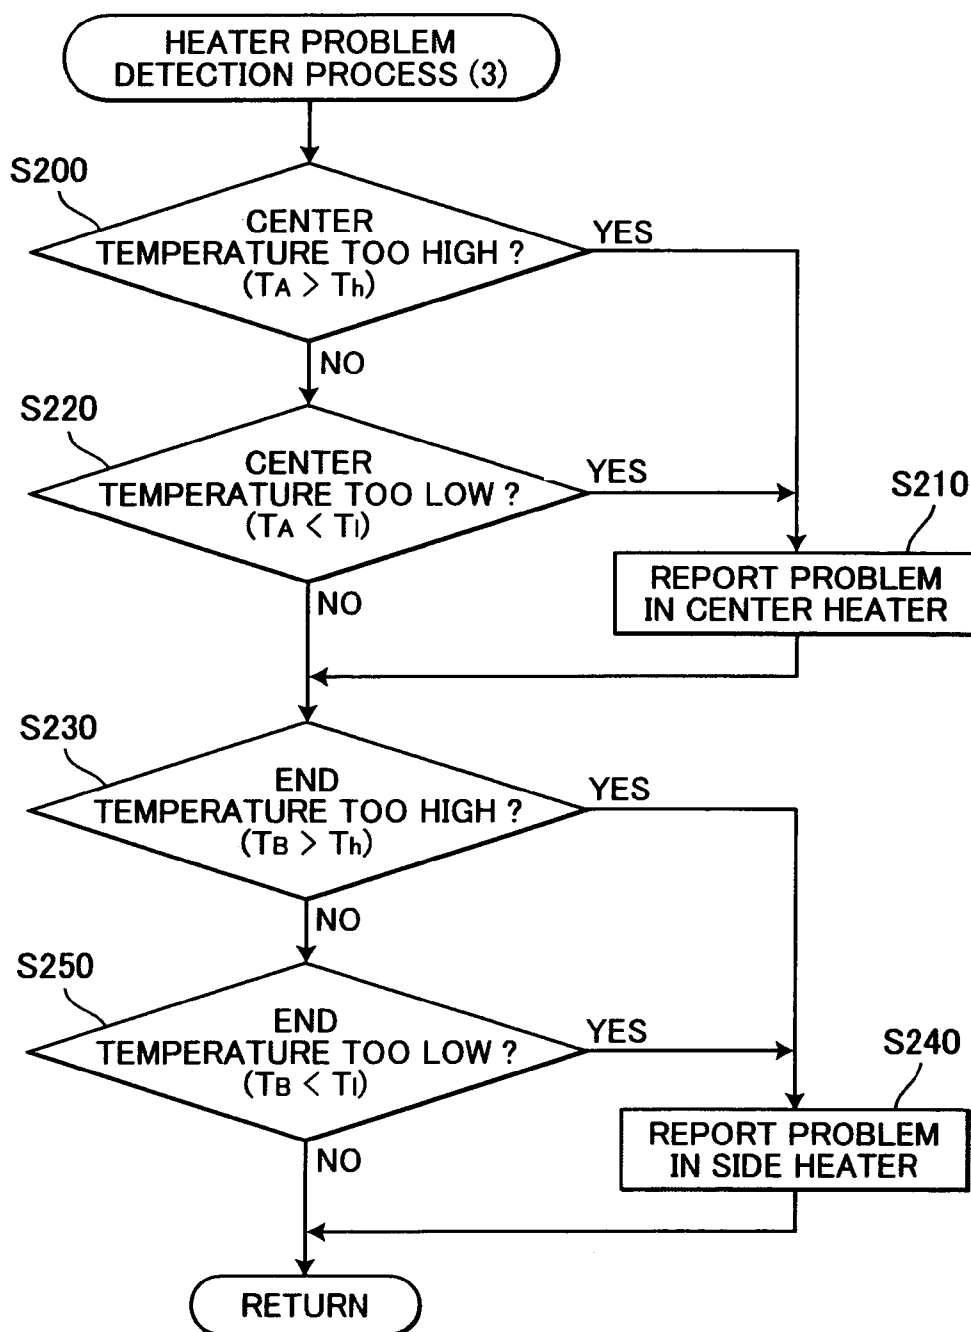 HEATER PROBLEM
DETECTION PROCESS (3)
S200
CENTER
TEMPERATURE TOO HIGH ?
(TA > Th)
YES
NO
S220
CENTER
TEMPERATURE TOO LOW ?
(TA < Tl)
YES
NO
S210
REPORT PROBLEM
IN CENTER HEATER
S230
END
TEMPERATURE TOO HIGH ?
(TB > Th)
YES
NO
S250
END
TEMPERATURE TOO LOW ?
(TB < Tl)
YES
NO
S240
REPORT PROBLEM
IN SIDE HEATER
RETURN